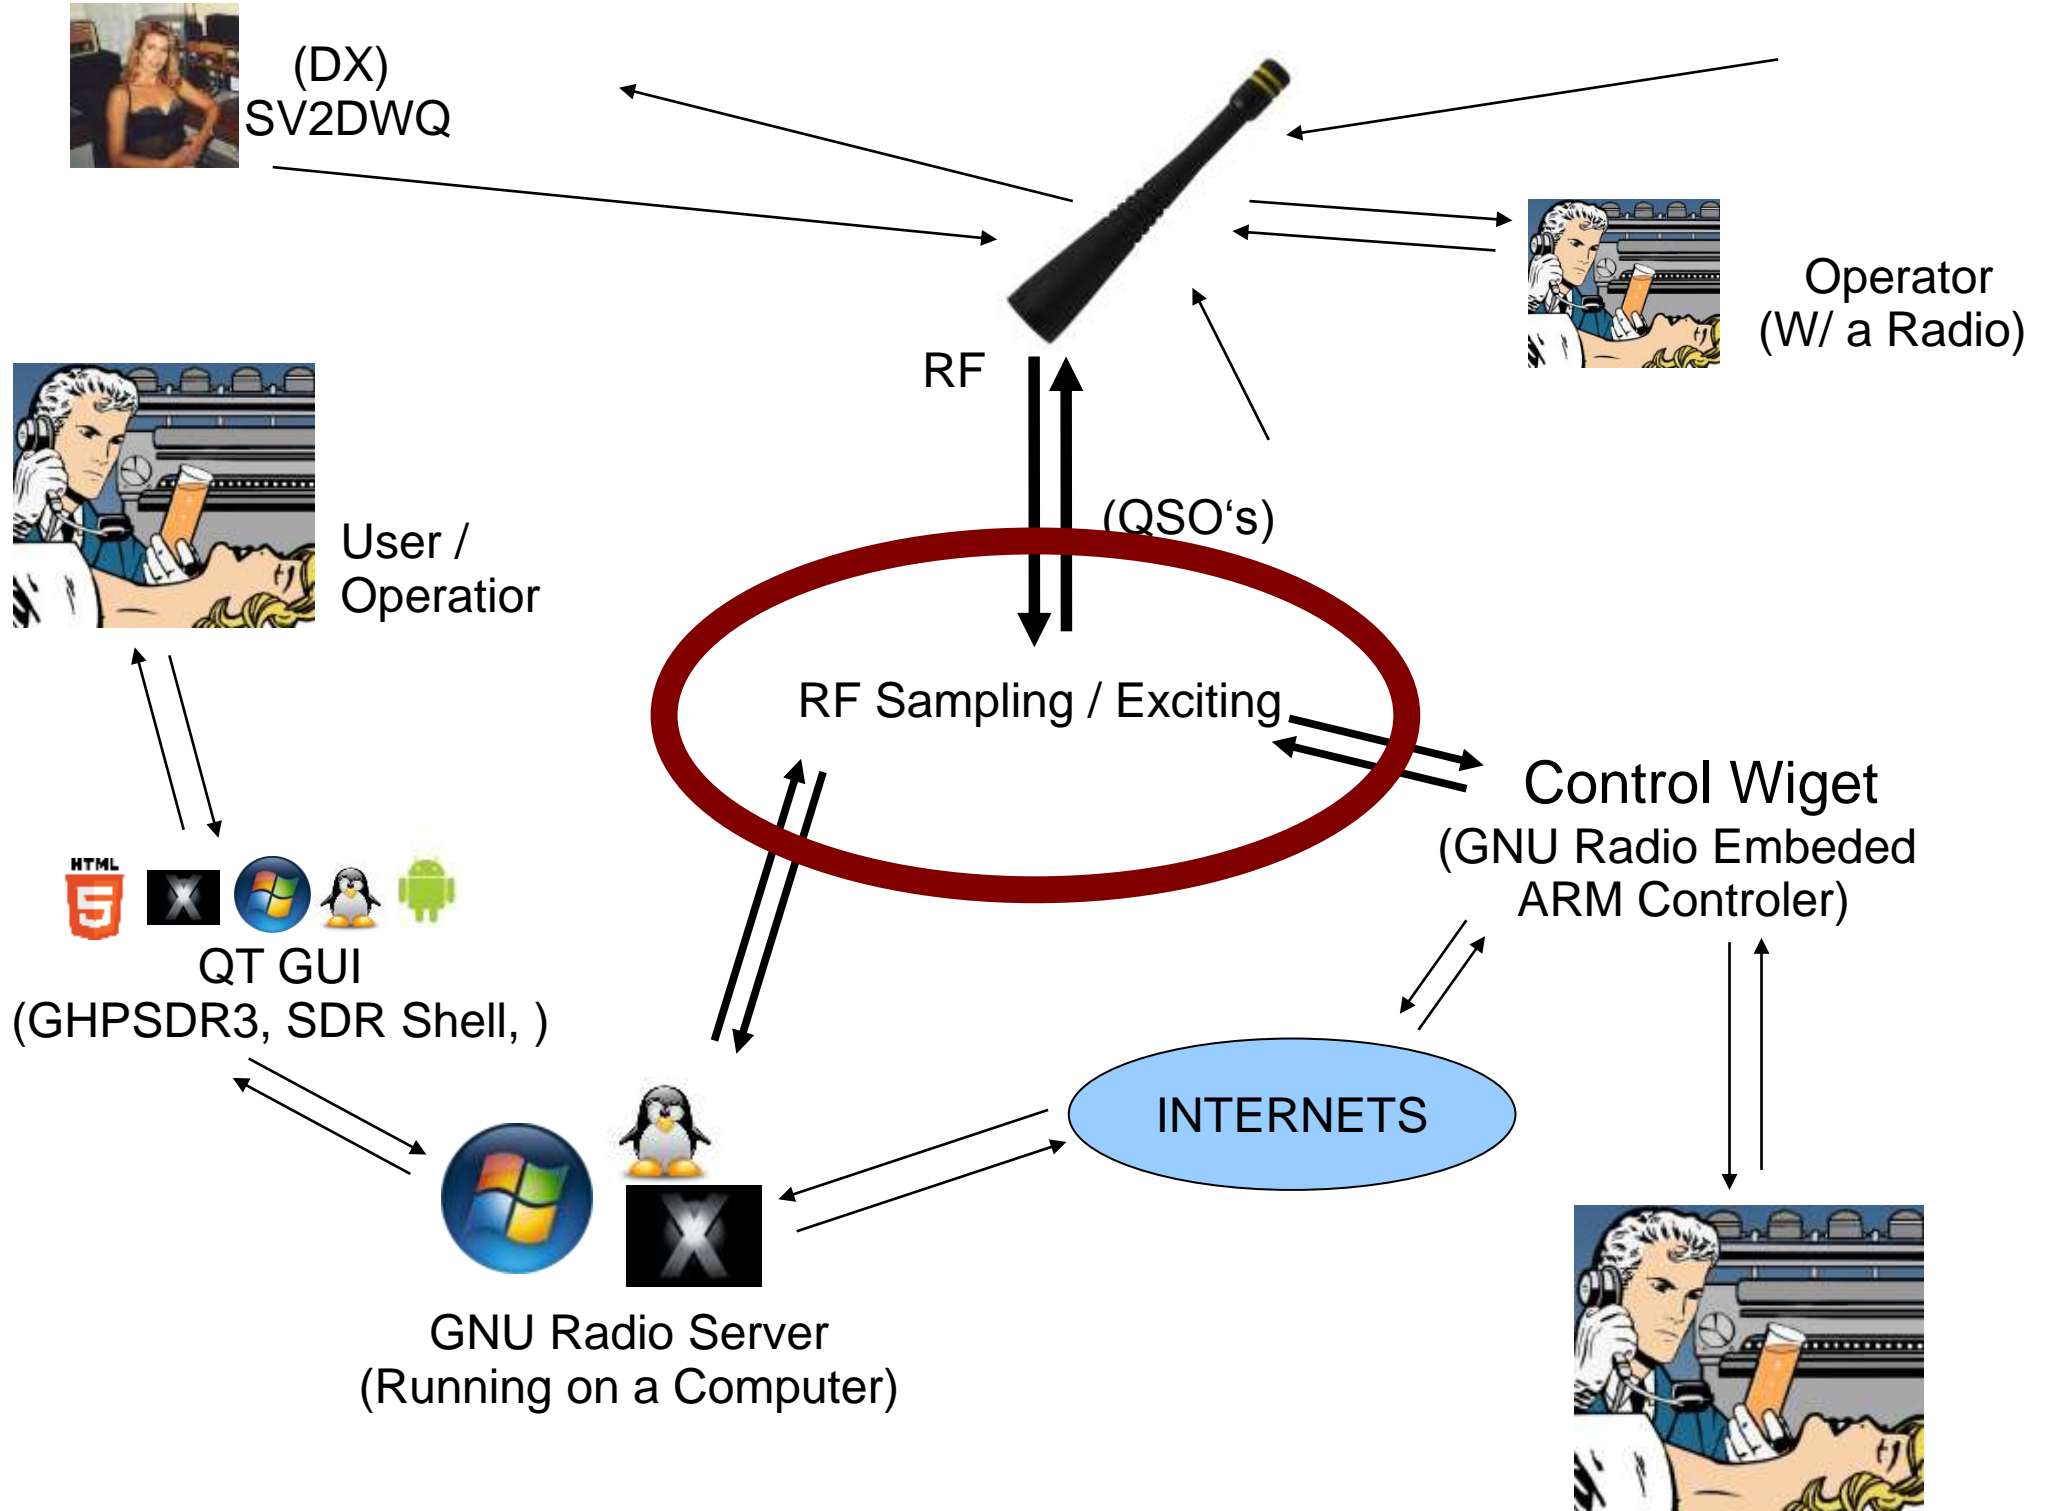 (DX)
SV2DWQ
Operator
(W/ a Radio)
RF
(QSO‘s)
User /
Operatior
RF Sampling / Exciting
Control Wiget
(GNU Radio Embeded
ARM Controler)
HTML
5
X
QT GUI
(GHPSDR3, SDR Shell, )
INTERNETS
X
GNU Radio Server
(Running on a Computer)